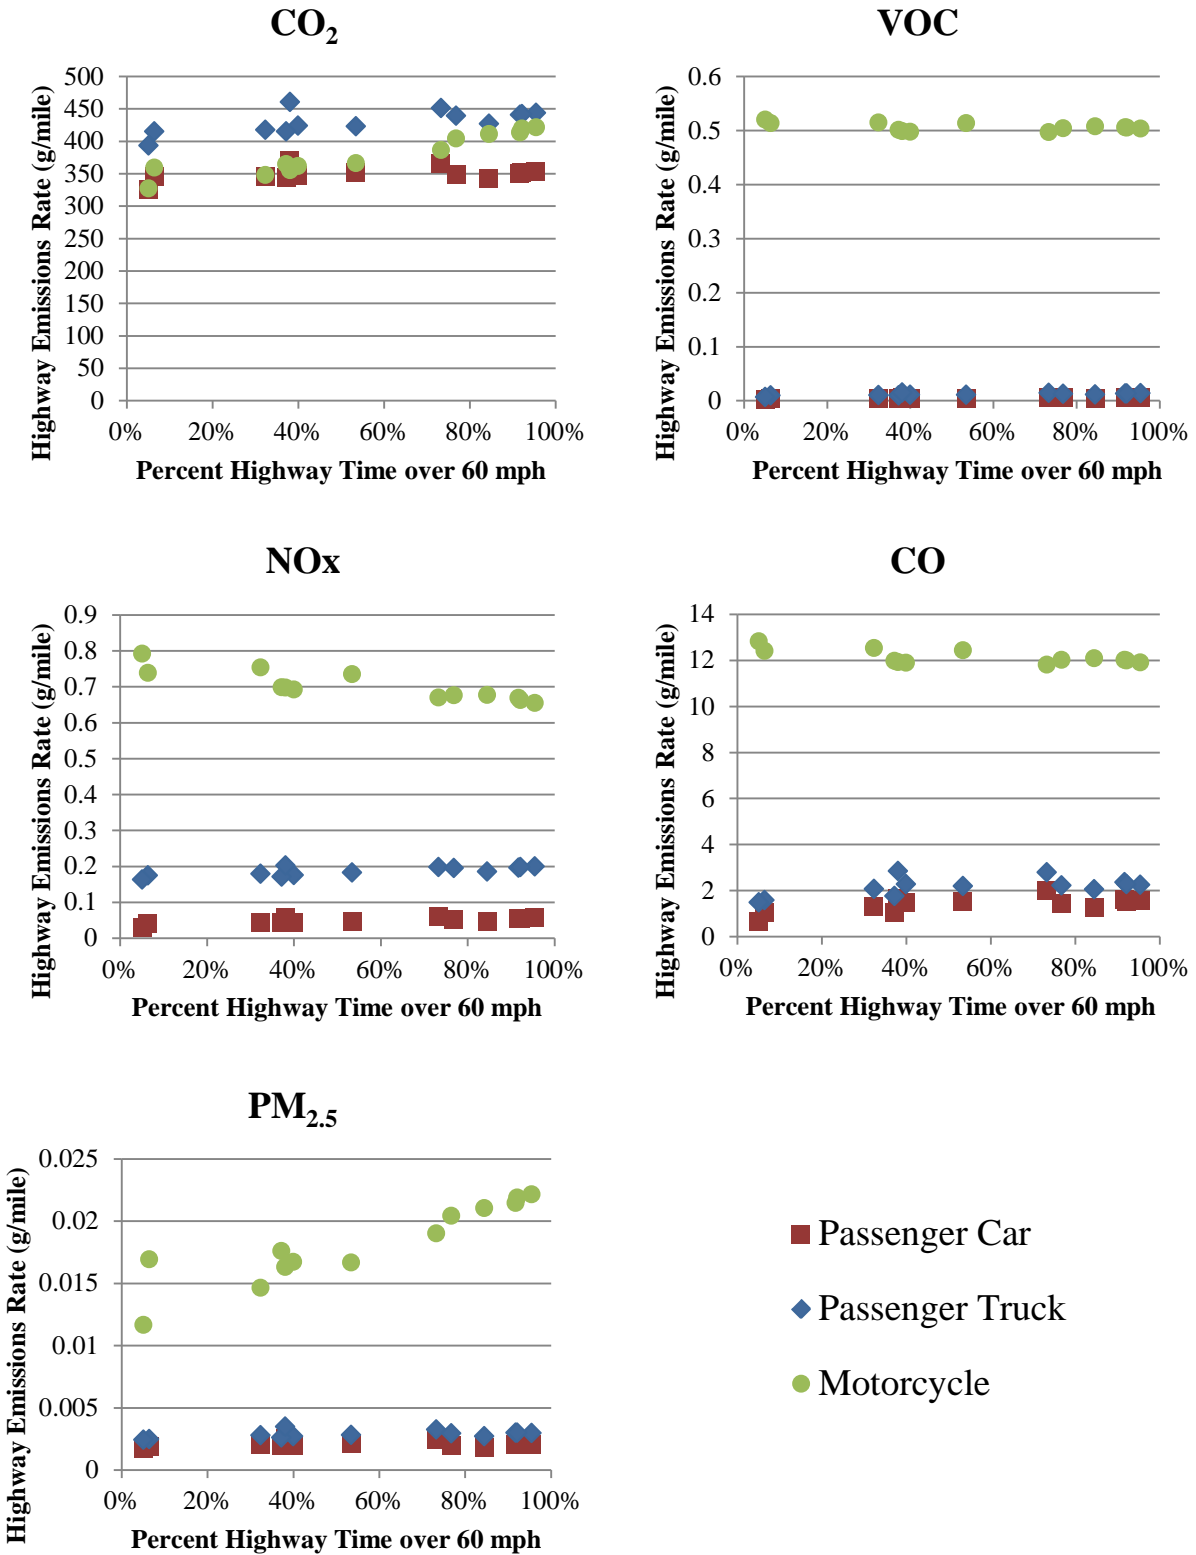 CO₂
Highway Emissions Rate (g/mile)
500
450
400
350
300
250
200
150
100
50
0
0% 20% 40% 60% 80% 100%
Percent Highway Time over 60 mph
VOC
Highway Emissions Rate (g/mile)
0.6
0.5
0.4
0.3
0.2
0.1
0
0% 20% 40% 60% 80% 100%
Percent Highway Time over 60 mph
NOx
Highway Emissions Rate (g/mile)
0.9
0.8
0.7
0.6
0.5
0.4
0.3
0.2
0.1
0
0% 20% 40% 60% 80% 100%
Percent Highway Time over 60 mph
CO
Highway Emissions Rate (g/mile)
14
12
10
8
6
4
2
0
0% 20% 40% 60% 80% 100%
Percent Highway Time over 60 mph
PM₂.₅
Highway Emissions Rate (g/mile)
0.025
0.02
0.015
0.01
0.005
0
0% 20% 40% 60% 80% 100%
Percent Highway Time over 60 mph
Passenger Car
Passenger Truck
Motorcycle